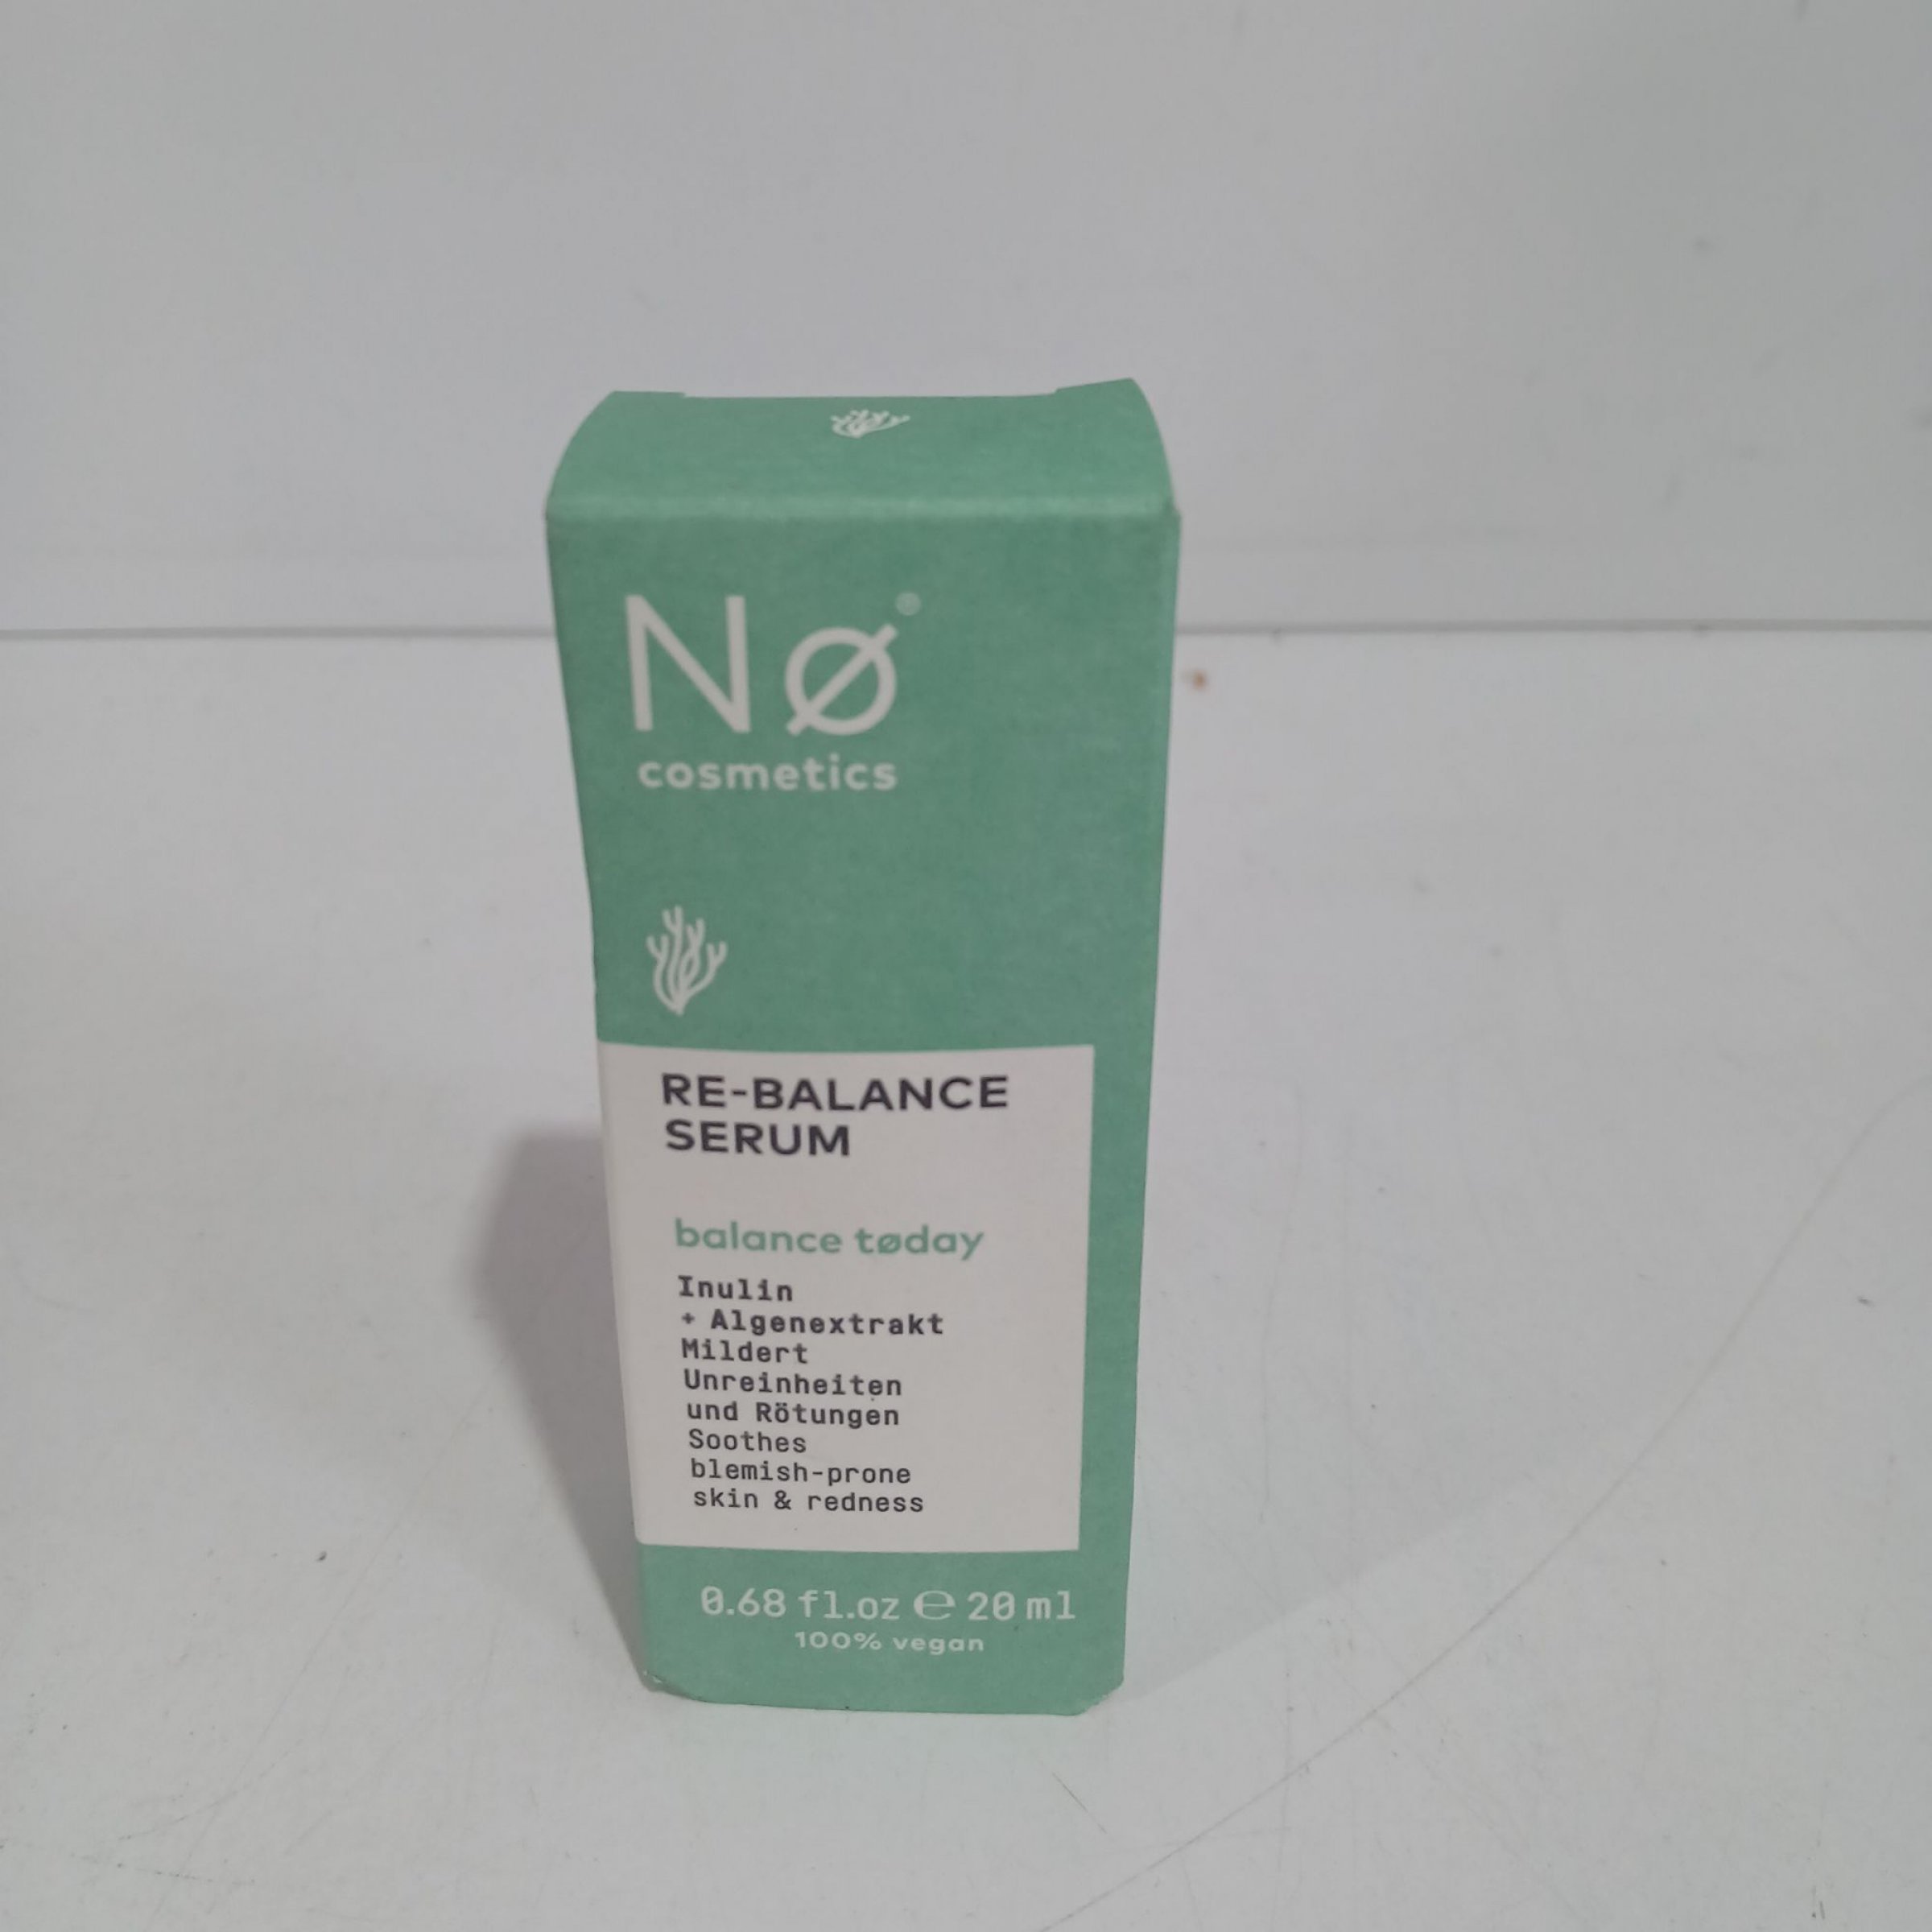 Nø®
cosmetics
RE-BALANCE
SERUM
balance tøday
Inulin
+ Algenextrakt
Mildert
Unreinheiten
und Rötungen
Soothes
blemish-prone
skin & redness
0.68 fl.oz ℮ 20 ml
100% vegan